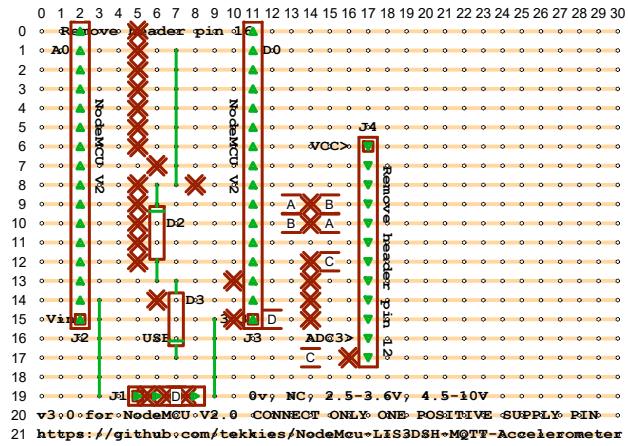 0 1 2 3 4 5 6 7 8 9 10 11 12 13 14 15 16 17 18 19 20 21 22 23 24 25 26 27 28 29 30
0
Remove header pin 16
1
A0
D0
2
3
4
NodeMCU V2
NodeMCU V2
5
J4
6
VCC>
7
Remove header pin 12
8
9
A
B
10
D2
B
A
11
12
C
13
14
D3
15
Vin
3
D
16
J2
USB
J3
ADC3>
17
C
18
19
J1
D
0v, NC, 2.5-3.6V, 4.5-10V
20
v3.0 for NodeMCU V2.0 CONNECT ONLY ONE POSITIVE SUPPLY PIN
21
https://github.com/tekkies/NodeMcu-LIS3DSH-MQTT-Accelerometer